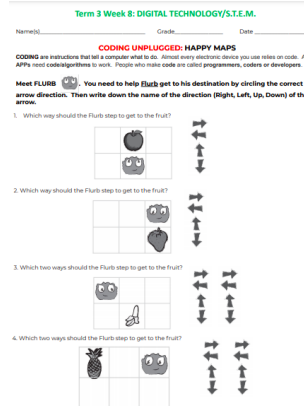 Term 3 Week 8: DIGITAL TECHNOLOGY/S.T.E.M.
Name(s) Grade Date
CODING UNPLUGGED: HAPPY MAPS
CODING are instructions that tell a computer what to do. Almost every electronic device you use relies on code. A
APPs need code/algorithms to work. People who make code are called programmers, coders or developers.
Meet FLURB . You need to help Flurb get to his destination by circling the correct
arrow direction. Then write down the name of the direction (Right, Left, Up, Down) of th
arrow.
1. Which way should the Flurb step to get to the fruit?
2. Which way should the Flurb step to get to the fruit?
3. Which two ways should the Flurb step to get to the fruit?
4. Which two ways should the Flurb step to get to the fruit?